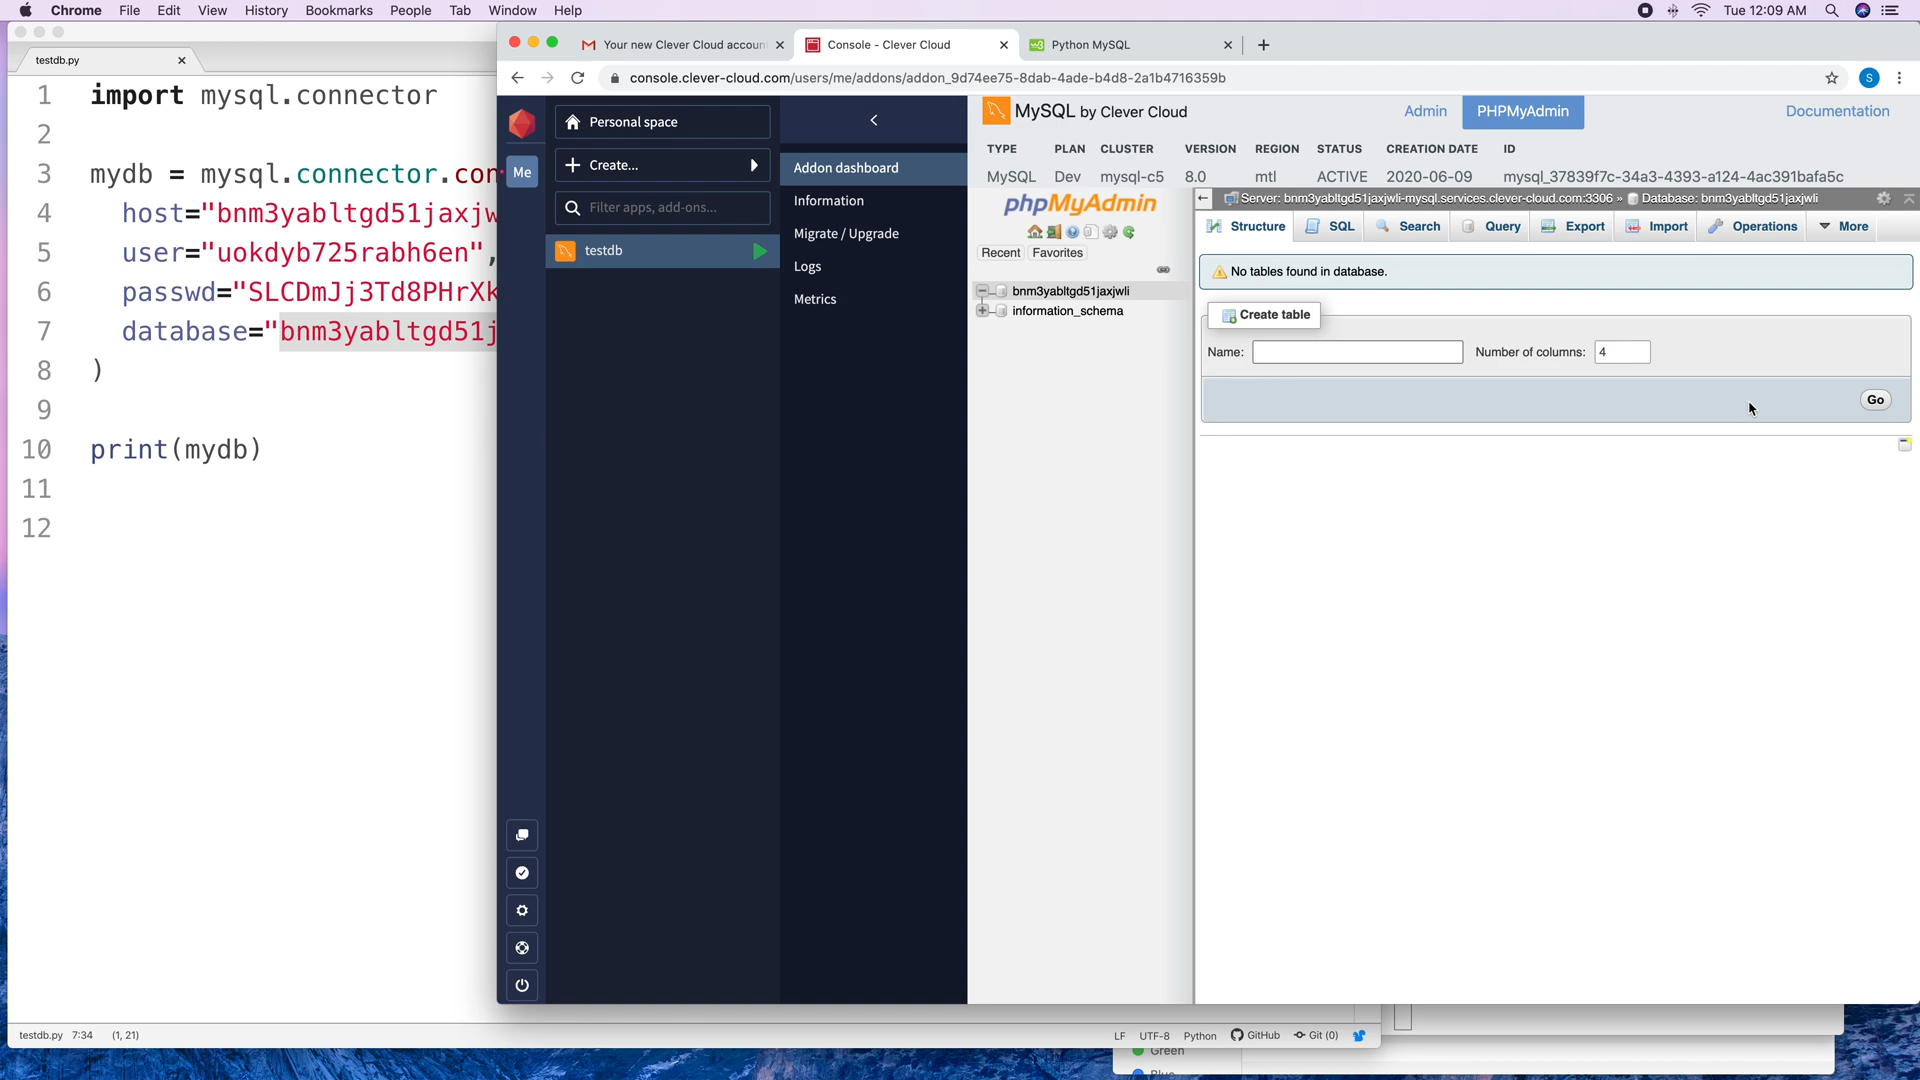 Chrome File Edit View History Bookmarks People Tab Window Help
Tue 12:09 AM
testdb.py
1 import mysql.connector
2
3 mydb = mysql.connector.con
4 host="bnm3yabltgd51jaxjw
5 user="uokdyb725rabh6en",
6 passwd="SLCDmJj3Td8PHrXk
7 database="bnm3yabltgd51j
8 )
9
10 print(mydb)
11
12
testdb.py 7:34 (1, 21)
LF UTF-8 Python GitHub Git (0)
Your new Clever Cloud accoun
Console - Clever Cloud
Python MySQL
console.clever-cloud.com/users/me/addons/addon_9d74ee75-8dab-4ade-b4d8-2a1b4716359b
S
Me
Personal space
Create...
Filter apps, add-ons...
testdb
Addon dashboard
Information
Migrate / Upgrade
Logs
Metrics
MySQL by Clever Cloud
Admin
PHPMyAdmin
Documentation
TYPE PLAN CLUSTER VERSION REGION STATUS CREATION DATE ID
MySQL Dev mysql-c5 8.0 mtl ACTIVE 2020-06-09 mysql_37839f7c-34a3-4393-a124-4ac391bafa5c
phpMyAdmin
Recent Favorites
bnm3yabltgd51jaxjwli
information_schema
Server: bnm3yabltgd51jaxjwli-mysql.services.clever-cloud.com:3306 » Database: bnm3yabltgd51jaxjwli
Structure SQL Search Query Export Import Operations More
No tables found in database.
Create table
Name:
Number of columns: 4
Go
Green
Blue